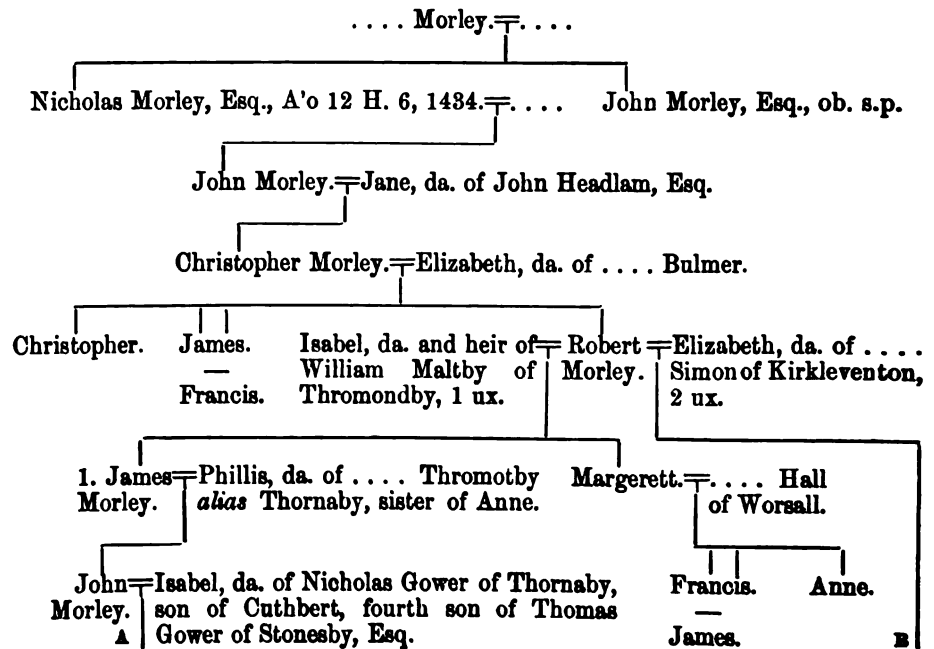 .... Morley.=....
Nicholas Morley, Esq., A'o 12 H. 6, 1434.=....
John Morley, Esq., ob. s.p.
John Morley.=Jane, da. of John Headlam, Esq.
Christopher Morley.=Elizabeth, da. of .... Bulmer.
Christopher.
James.
—
Francis.
Isabel, da. and heir of=
William Maltby of
Thromondby, 1 ux.
Robert
Morley.
=Elizabeth, da. of ....
Simon of Kirkleventon,
2 ux.
1. James=
Morley.
Phillis, da. of .... Thromotby
alias Thornaby, sister of Anne.
Margerett.=.... Hall
of Worsall.
John=
Morley.
A
Isabel, da. of Nicholas Gower of Thornaby,
son of Cuthbert, fourth son of Thomas
Gower of Stonesby, Esq.
Francis.
—
James.
Anne.
B